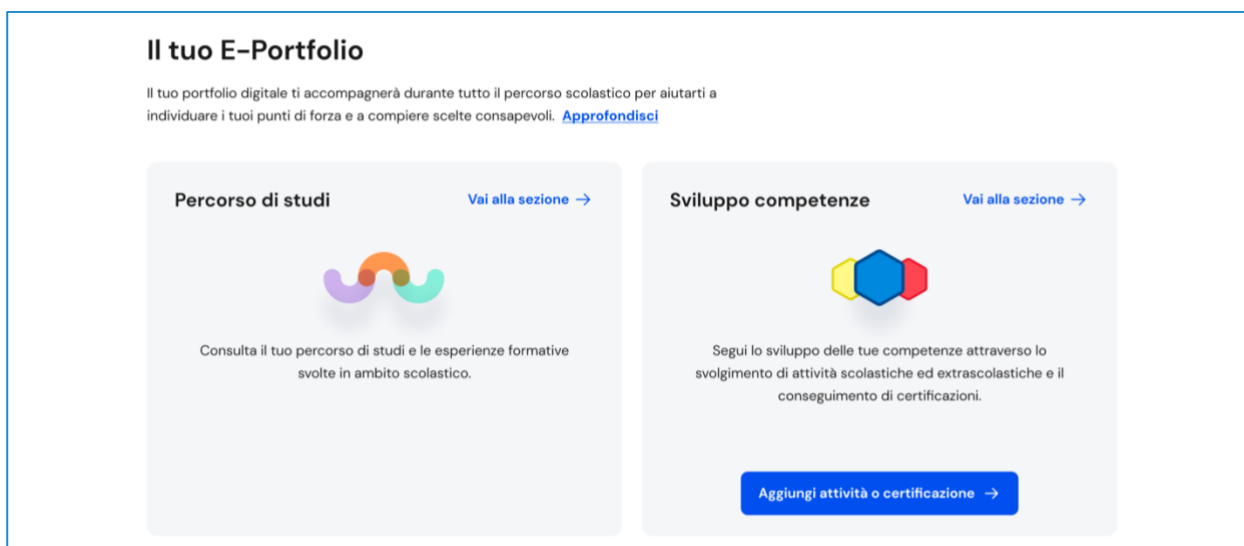 Il tuo E-Portfolio
Il tuo portfolio digitale ti accompagnerà durante tutto il percorso scolastico per aiutarti a
individuare i tuoi punti di forza e a compiere scelte consapevoli. Approfondisci
Percorso di studi
Vai alla sezione →
Consulta il tuo percorso di studi e le esperienze formative
svolte in ambito scolastico.
Sviluppo competenze
Vai alla sezione →
Segui lo sviluppo delle tue competenze attraverso lo
svolgimento di attività scolastiche ed extrascolastiche e il
conseguimento di certificazioni.
Aggiungi attività o certificazione →